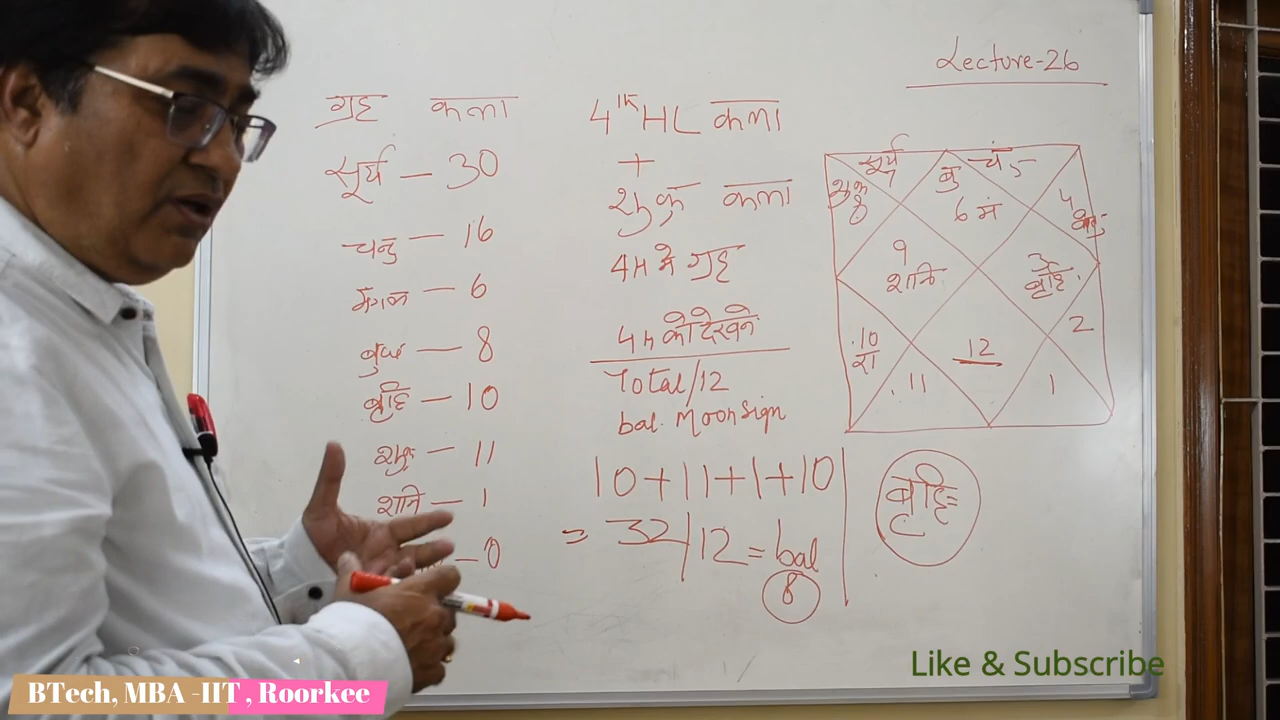 Lecture-26
ग्रह कला
सूर्य — 30
चन्द्र — 16
मंगल — 6
बुध — 8
बृह — 10
शुक्र — 11
शनि — 1
— 0
4th HL कला
+
शुक्र कला
4H मे ग्रह
4h को देखने
Total/12
bal. Moon sign
10+11+1+10
= 32/12 = bal
8
सूर्य
7
बु चं 5
शुक्र
8
6 मं
4
9
शनि
3
बृह
10
रा
12
2
11
1
बृह=
BTech, MBA -IIT , Roorkee
Like & Subscribe